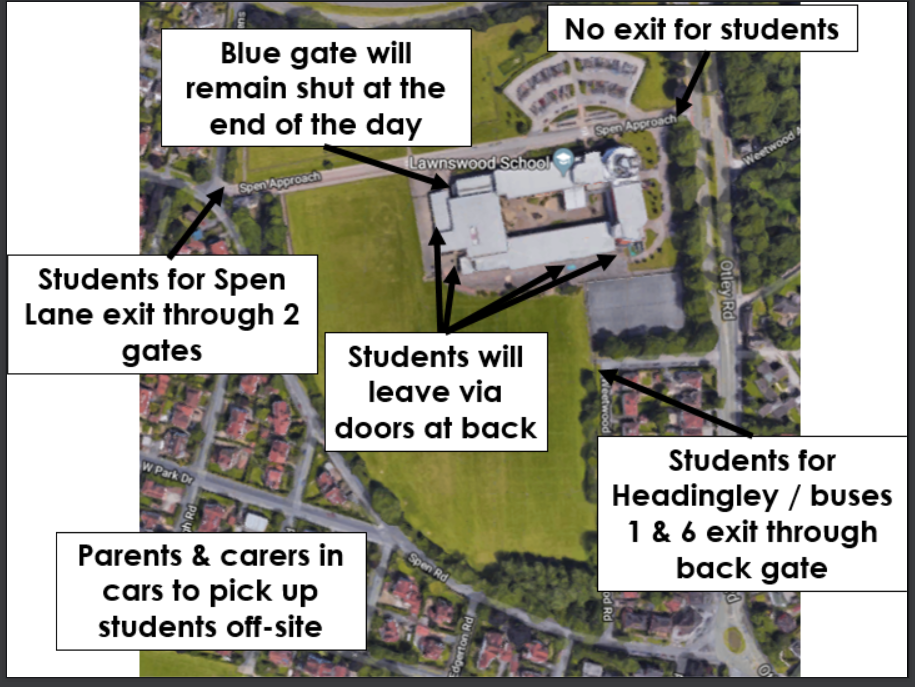 No exit for students
Blue gate will
remain shut at the
end of the day
Spen Approach
Weetwood
Lawnswood School
Spen Approach
Students for Spen
Lane exit through 2
gates
Otley Rd
Students will
leave via
doors at back
Students for
Headingley / buses
1 & 6 exit through
back gate
W Park Dr
Parents & carers in
cars to pick up
students off-site
Spen Rd
Edgerton Rd